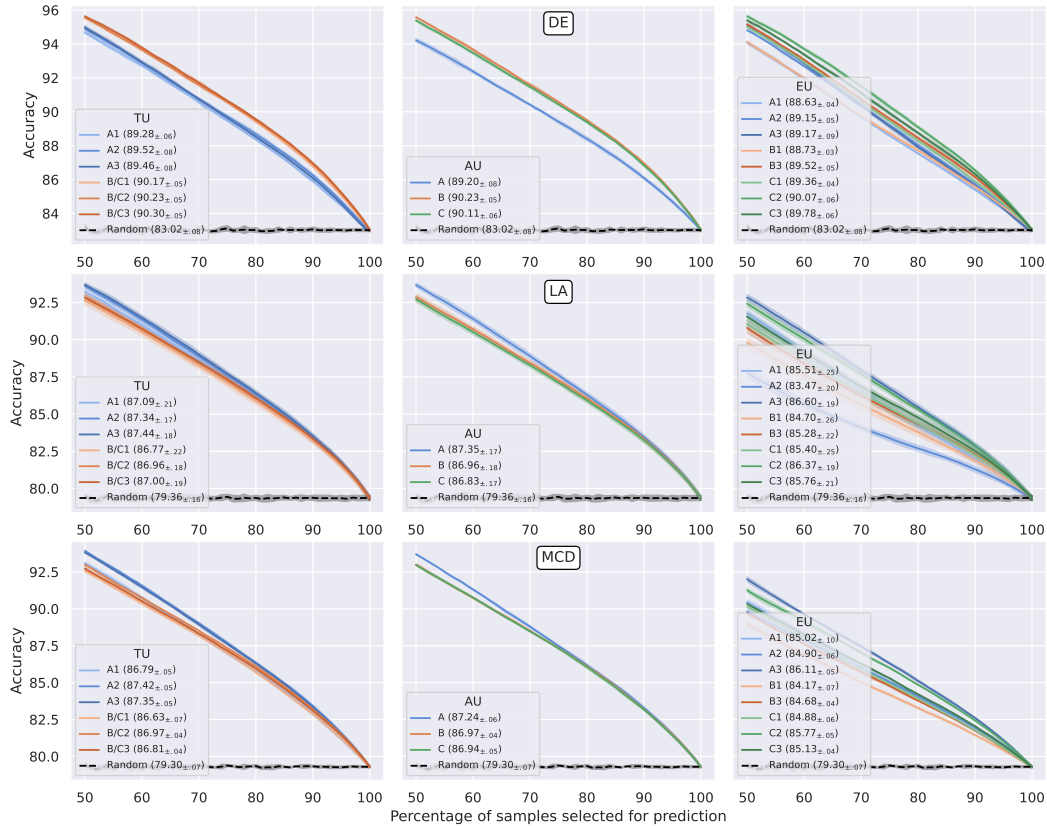 DE
Accuracy
96
94
92
90
88
86
84
TU
A1 (89.28±.06)
A2 (89.52±.08)
A3 (89.46±.08)
B/C1 (90.17±.05)
B/C2 (90.23±.05)
B/C3 (90.30±.05)
Random (83.02±.08)
50 60 70 80 90 100
AU
A (89.20±.08)
B (90.23±.05)
C (90.11±.06)
Random (83.02±.08)
50 60 70 80 90 100
EU
A1 (88.63±.04)
A2 (89.15±.05)
A3 (89.17±.09)
B1 (88.73±.03)
B3 (89.52±.05)
C1 (89.36±.04)
C2 (90.07±.06)
C3 (89.78±.06)
Random (83.02±.08)
50 60 70 80 90 100
LA
Accuracy
92.5
90.0
87.5
85.0
82.5
80.0
TU
A1 (87.09±.21)
A2 (87.34±.17)
A3 (87.44±.18)
B/C1 (86.77±.22)
B/C2 (86.96±.18)
B/C3 (87.00±.19)
Random (79.36±.16)
50 60 70 80 90 100
AU
A (87.35±.17)
B (86.96±.18)
C (86.83±.17)
Random (79.36±.16)
50 60 70 80 90 100
EU
A1 (85.51±.25)
A2 (83.47±.20)
A3 (86.60±.19)
B1 (84.70±.26)
B3 (85.28±.22)
C1 (85.40±.25)
C2 (86.37±.19)
C3 (85.76±.21)
Random (79.36±.16)
50 60 70 80 90 100
MCD
Accuracy
92.5
90.0
87.5
85.0
82.5
80.0
TU
A1 (86.79±.05)
A2 (87.42±.05)
A3 (87.35±.05)
B/C1 (86.63±.07)
B/C2 (86.97±.04)
B/C3 (86.81±.04)
Random (79.30±.07)
50 60 70 80 90 100
AU
A (87.24±.06)
B (86.97±.04)
C (86.94±.05)
Random (79.30±.07)
50 60 70 80 90 100
EU
A1 (85.02±.10)
A2 (84.90±.06)
A3 (86.11±.05)
B1 (84.17±.07)
B3 (84.68±.04)
C1 (84.88±.06)
C2 (85.77±.05)
C3 (85.13±.04)
Random (79.30±.07)
50 60 70 80 90 100
Percentage of samples selected for prediction